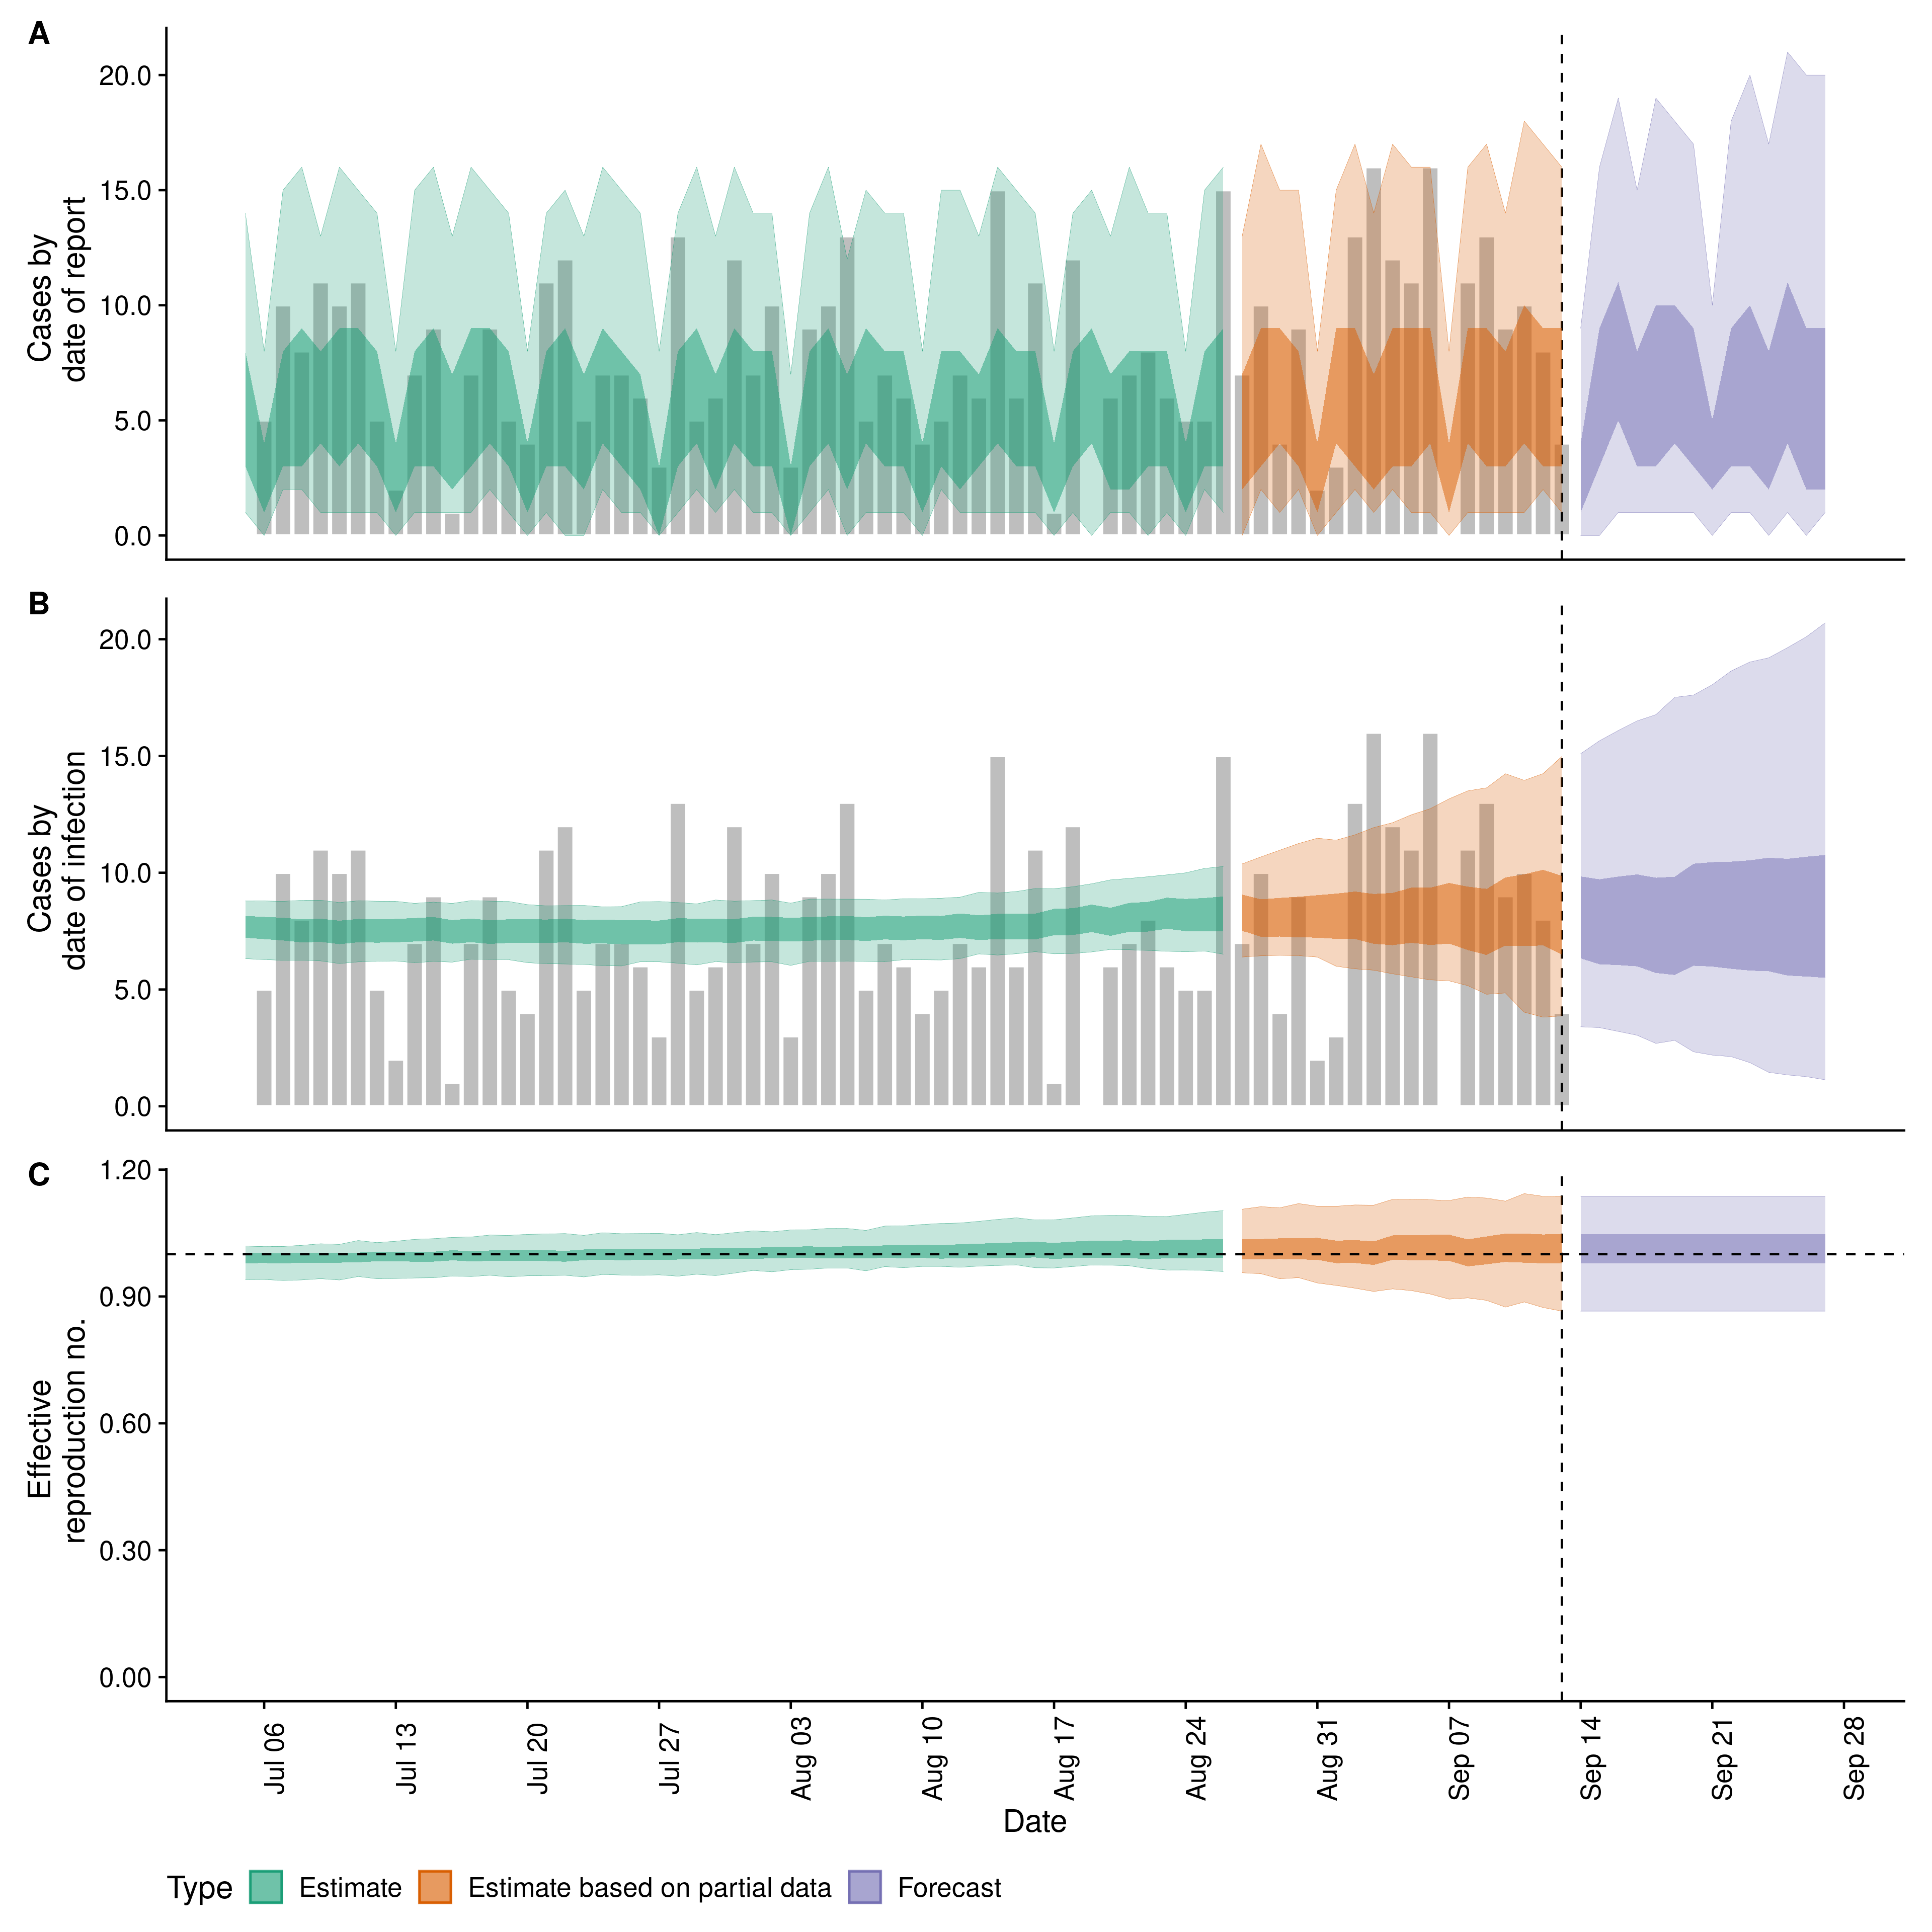 A
20.0
15.0
10.0
5.0
0.0
Cases by
date of report
B
20.0
15.0
10.0
5.0
0.0
Cases by
date of infection
C
1.20
0.90
0.60
0.30
0.00
Effective
reproduction no.
Jul 06
Jul 13
Jul 20
Jul 27
Aug 03
Aug 10
Aug 17
Aug 24
Aug 31
Sep 07
Sep 14
Sep 21
Sep 28
Date
Type Estimate Estimate based on partial data Forecast